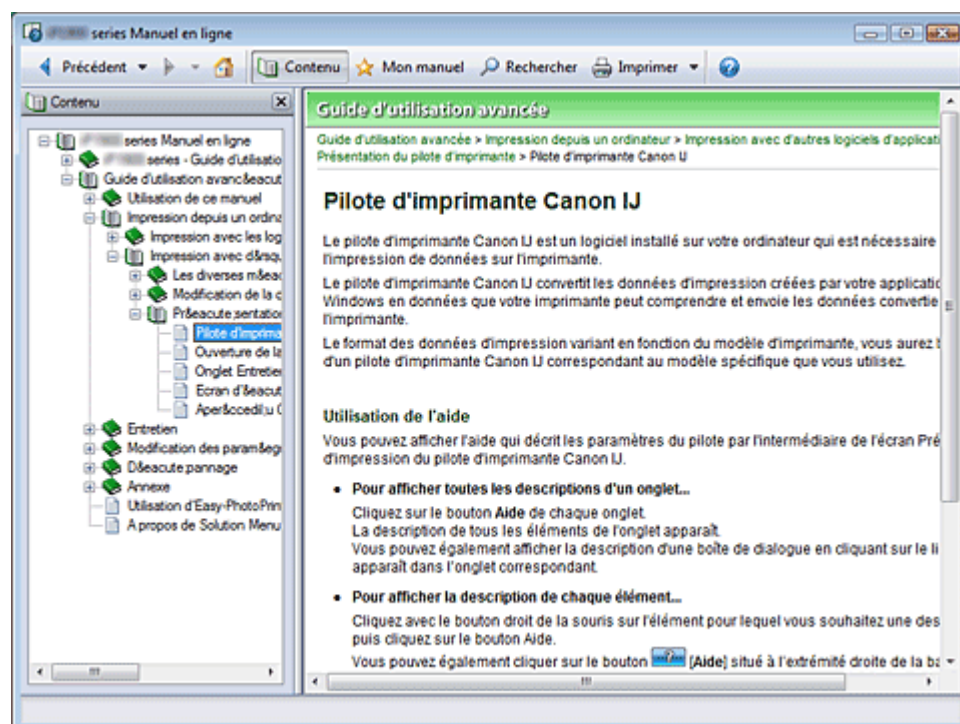 series Manuel en ligne
Précédent
Contenu
Mon manuel
Rechercher
Imprimer
Contenu
series Manuel en ligne
series - Guide d'utilisatio
Guide d'utilisation avanc&eacut
Utilisation de ce manuel
Impression depuis un ordina
Impression avec les log
Impression avec d&rsqu
Les diverses m&eac
Modification de la c
Pr&eacute;sentation
Pilote d'imprima
Ouverture de la
Onglet Entretien
Ecran d'&eacut
Aper&ccedil;u C
Entretien
Modification des param&egr
D&eacute;pannage
Annexe
Utilisation d'Easy-PhotoPrin
A propos de Solution Menu
Guide d'utilisation avancée
Guide d'utilisation avancée > Impression depuis un ordinateur > Impression avec d'autres logiciels d'applicati
Présentation du pilote d'imprimante > Pilote d'imprimante Canon IJ
Pilote d'imprimante Canon IJ
Le pilote d'imprimante Canon IJ est un logiciel installé sur votre ordinateur qui est nécessaire
l'impression de données sur l'imprimante.
Le pilote d'imprimante Canon IJ convertit les données d'impression créées par votre applicatio
Windows en données que votre imprimante peut comprendre et envoie les données convertie
l'imprimante.
Le format des données d'impression variant en fonction du modèle d'imprimante, vous aurez
d'un pilote d'imprimante Canon IJ correspondant au modèle spécifique que vous utilisez.
Utilisation de l'aide
Vous pouvez afficher l'aide qui décrit les paramètres du pilote par l'intermédiaire de l'écran Pré
d'impression du pilote d'imprimante Canon IJ.
• Pour afficher toutes les descriptions d'un onglet...
Cliquez sur le bouton Aide de chaque onglet.
La description de tous les éléments de l'onglet apparaît.
Vous pouvez également afficher la description d'une boîte de dialogue en cliquant sur le li
apparaît dans l'onglet correspondant.
• Pour afficher la description de chaque élément...
Cliquez avec le bouton droit de la souris sur l'élément pour lequel vous souhaitez une des
puis cliquez sur le bouton Aide.
Vous pouvez également cliquer sur le bouton [Aide] situé à l'extrémité droite de la ba